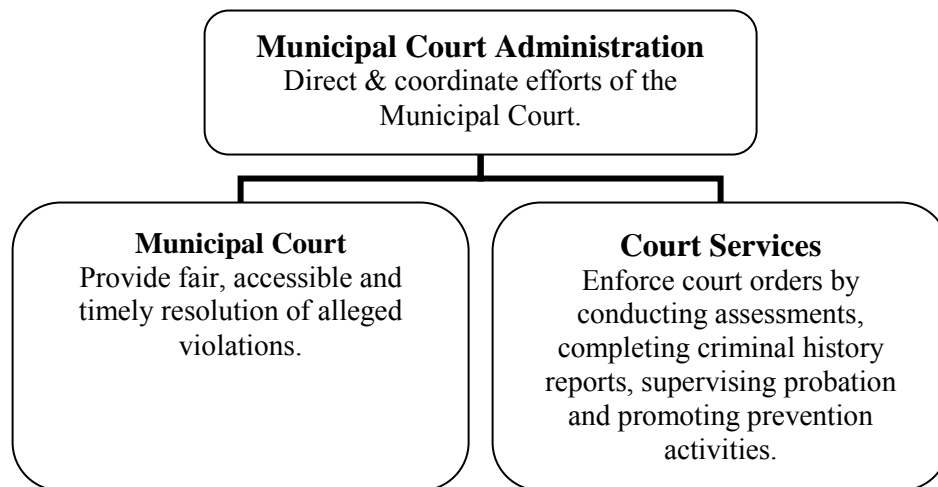 Municipal Court Administration
Direct & coordinate efforts of the
Municipal Court.
Municipal Court
Provide fair, accessible and
timely resolution of alleged
violations.
Court Services
Enforce court orders by
conducting assessments,
completing criminal history
reports, supervising probation
and promoting prevention
activities.